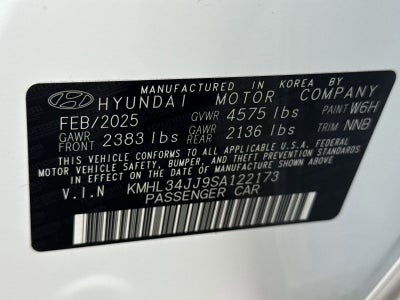 MANUFACTURED IN KOREA BY
HYUNDAI MOTOR COMPANY
FEB/2025 GVWR 4575 lbs PAINT W6H
GAWR FRONT 2383 lbs GAWR REAR 2136 lbs TRIM NNB
THIS VEHICLE CONFORMS TO ALL APPLICABLE U.S.A. FEDERAL
MOTOR VEHICLE SAFETY, BUMPER, AND THEFT PREVENTION STANDARDS
IN EFFECT ON THE DATE OF MANUFACTURE SHOWN ABOVE.
V.I.N KMHL34JJ9SA122173
PASSENGER CAR